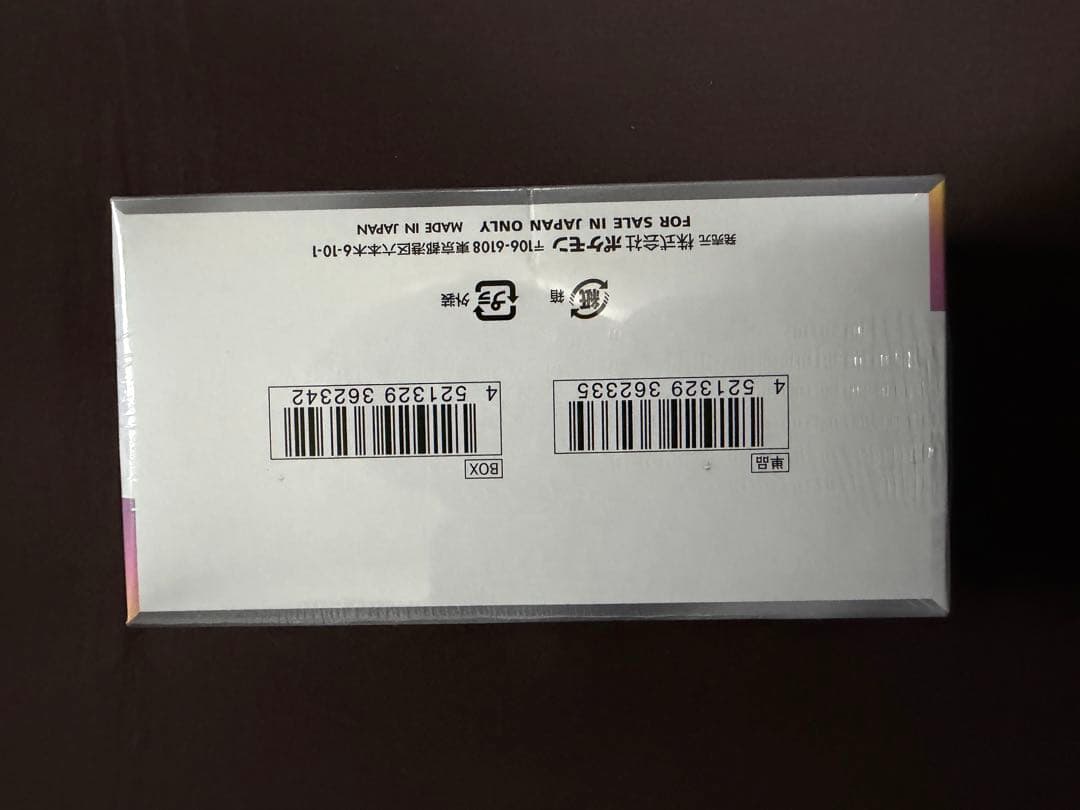 単品 BOX
4 521329 362335 4 521329 362342
紙 箱 プラ 外装
発売元 株式会社ポケモン 〒106-6108 東京都港区六本木6-10-1
FOR SALE IN JAPAN ONLY MADE IN JAPAN